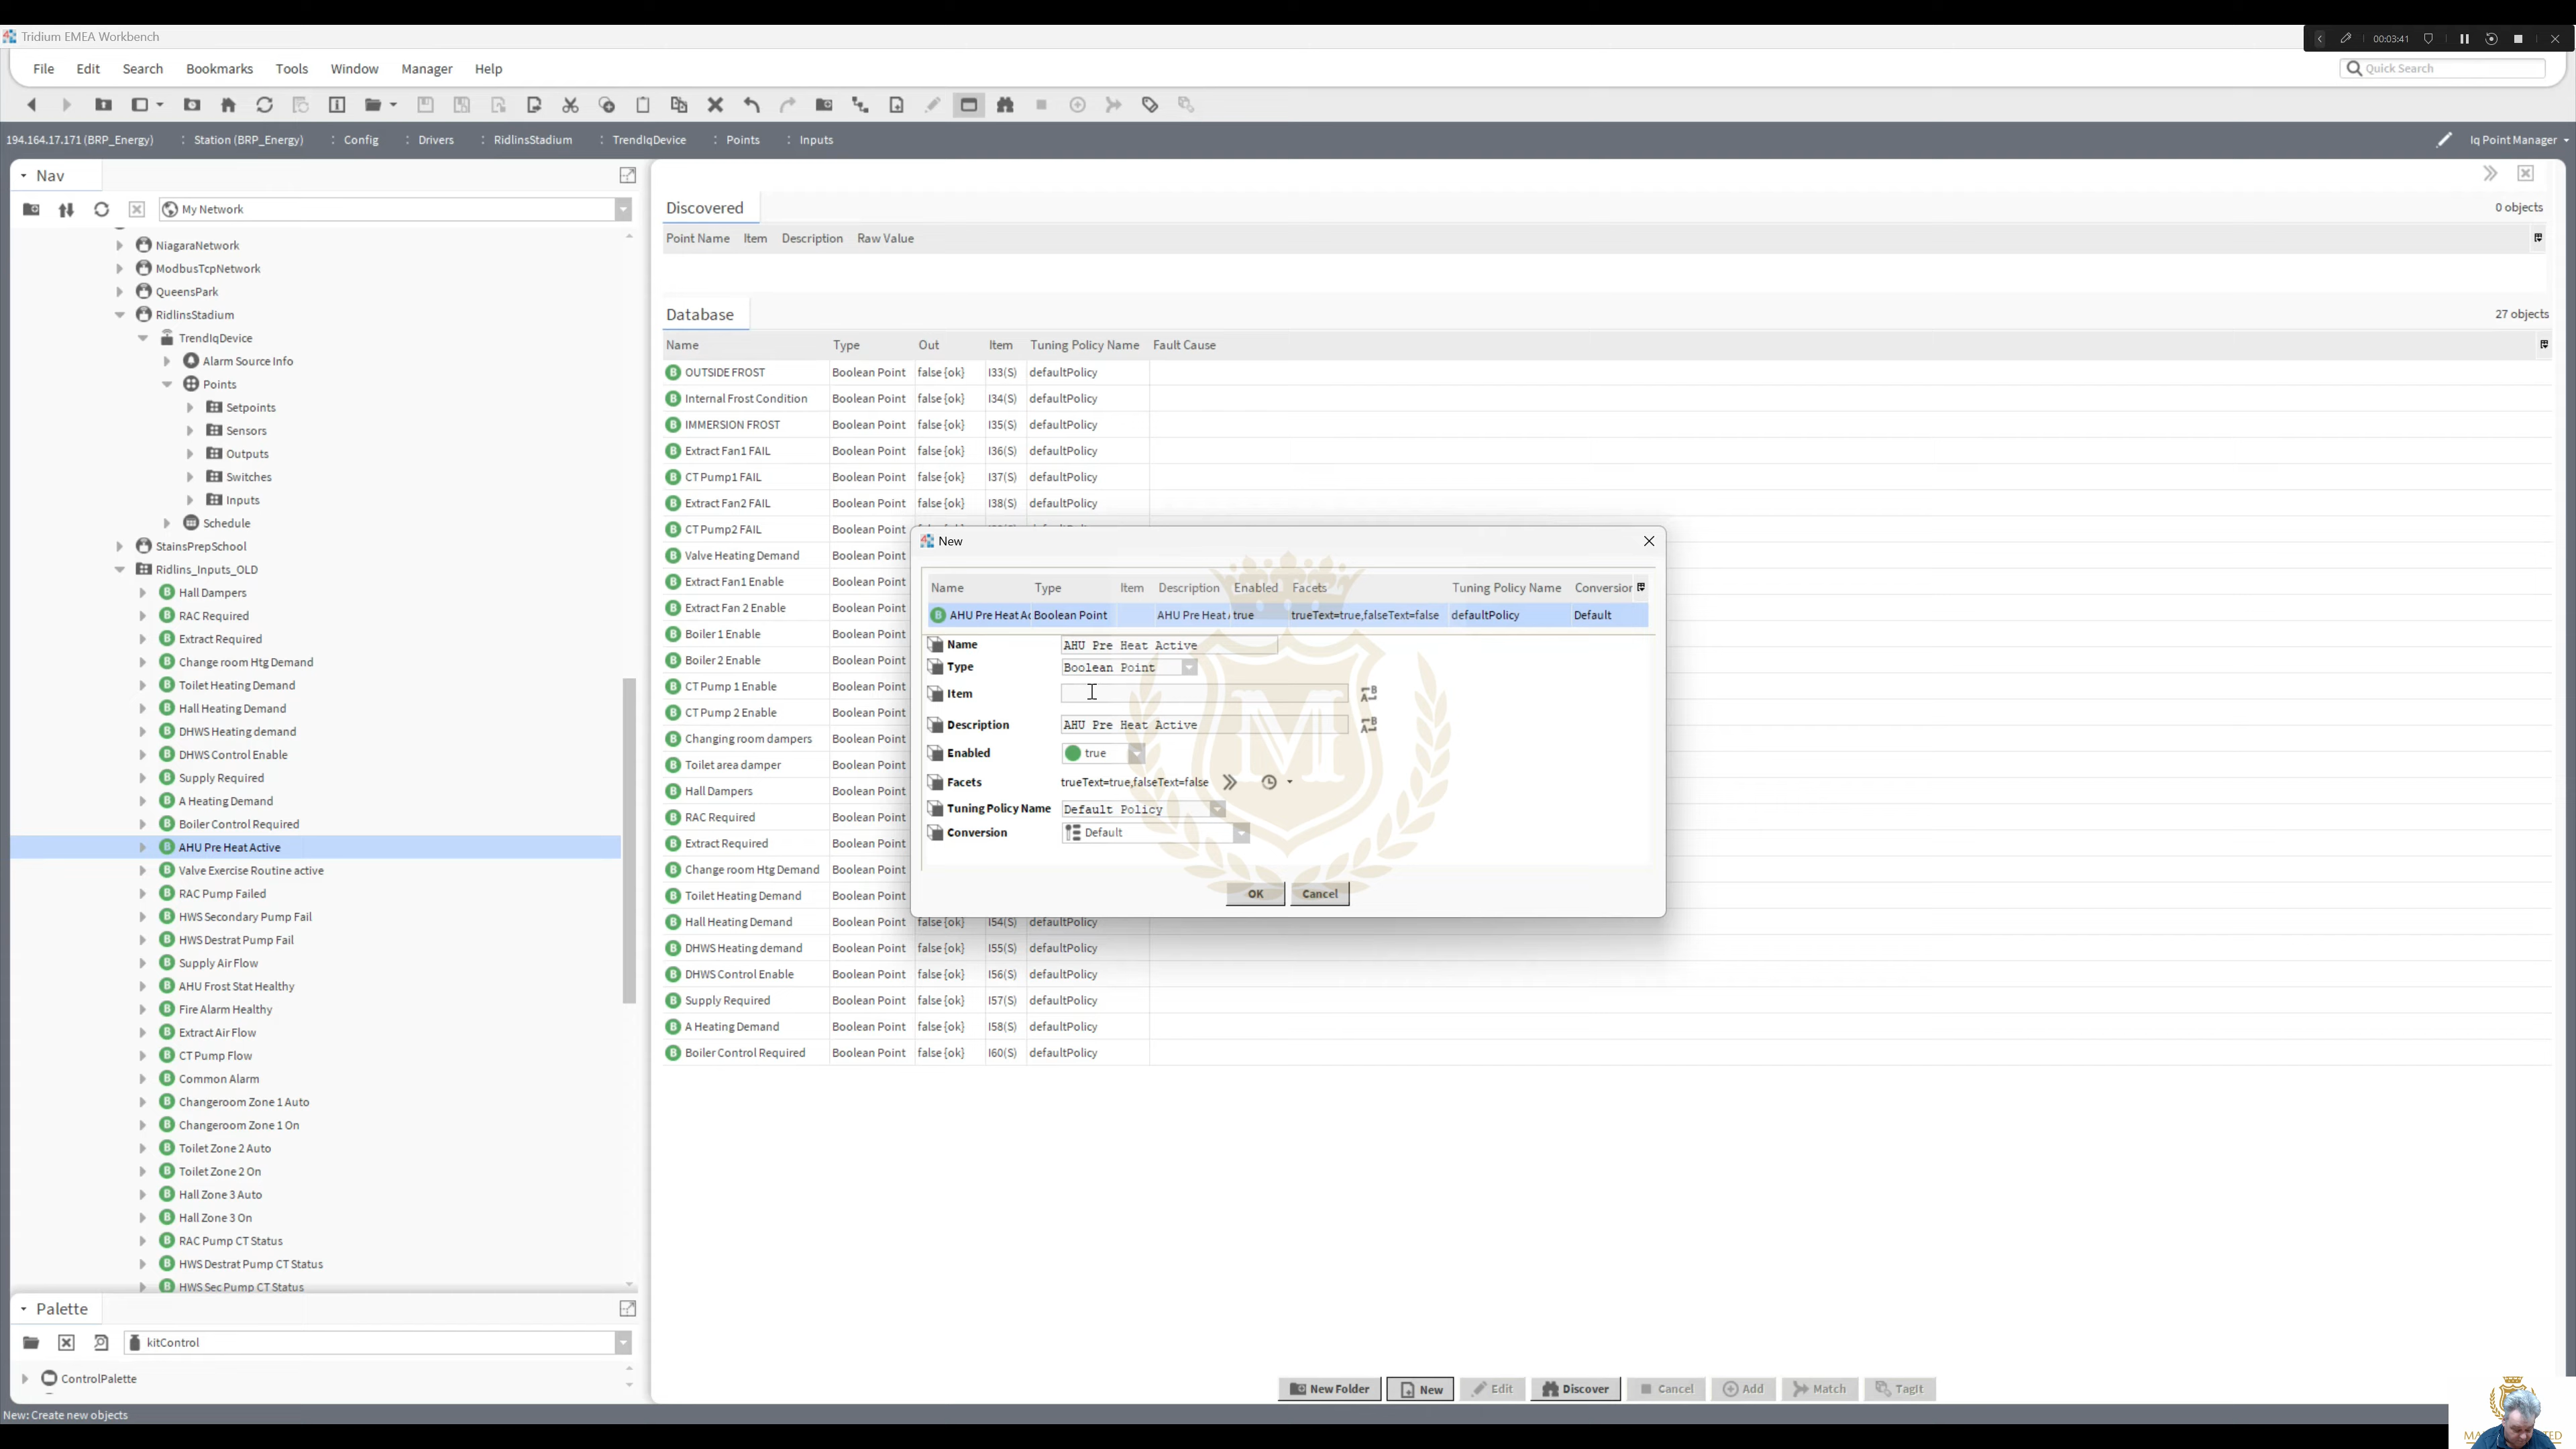 Tridium EMEA Workbench
00:03:41
File Edit Search Bookmarks Tools Window Manager Help
Quick Search
194.164.17.171 (BRP_Energy) : Station (BRP_Energy) : Config : Drivers : RidlinsStadium : TrendIqDevice : Points : Inputs
Iq Point Manager
Nav
My Network
NiagaraNetwork
ModbusTcpNetwork
QueensPark
RidlinsStadium
TrendIqDevice
Alarm Source Info
Points
Setpoints
Sensors
Outputs
Switches
Inputs
Schedule
StainsPrepSchool
Ridlins_Inputs_OLD
Hall Dampers
RAC Required
Extract Required
Change room Htg Demand
Toilet Heating Demand
Hall Heating Demand
DHWS Heating demand
DHWS Control Enable
Supply Required
A Heating Demand
Boiler Control Required
AHU Pre Heat Active
Valve Exercise Routine active
RAC Pump Failed
HWS Secondary Pump Fail
HWS Destrat Pump Fail
Supply Air Flow
AHU Frost Stat Healthy
Fire Alarm Healthy
Extract Air Flow
CT Pump Flow
Common Alarm
Changeroom Zone 1 Auto
Changeroom Zone 1 On
Toilet Zone 2 Auto
Toilet Zone 2 On
Hall Zone 3 Auto
Hall Zone 3 On
RAC Pump CT Status
HWS Destrat Pump CT Status
HWS Sec Pump CT Status
Palette
kitControl
ControlPalette
New: Create new objects
Discovered
0 objects
Point Name Item Description Raw Value
Database
27 objects
Name Type Out Item Tuning Policy Name Fault Cause
OUTSIDE FROST Boolean Point false {ok} I33(S) defaultPolicy
Internal Frost Condition Boolean Point false {ok} I34(S) defaultPolicy
IMMERSION FROST Boolean Point false {ok} I35(S) defaultPolicy
Extract Fan1 FAIL Boolean Point false {ok} I36(S) defaultPolicy
CT Pump1 FAIL Boolean Point false {ok} I37(S) defaultPolicy
Extract Fan2 FAIL Boolean Point false {ok} I38(S) defaultPolicy
CT Pump2 FAIL Boolean Point false {ok}
Valve Heating Demand Boolean Point
Extract Fan1 Enable Boolean Point
Extract Fan 2 Enable Boolean Point
Boiler 1 Enable Boolean Point
Boiler 2 Enable Boolean Point
CT Pump 1 Enable Boolean Point
CT Pump 2 Enable Boolean Point
Changing room dampers Boolean Point
Toilet area damper Boolean Point
Hall Dampers Boolean Point
RAC Required Boolean Point
Extract Required Boolean Point
Change room Htg Demand Boolean Point
Toilet Heating Demand Boolean Point
Hall Heating Demand Boolean Point false {ok} I54(S) defaultPolicy
DHWS Heating demand Boolean Point false {ok} I55(S) defaultPolicy
DHWS Control Enable Boolean Point false {ok} I56(S) defaultPolicy
Supply Required Boolean Point false {ok} I57(S) defaultPolicy
A Heating Demand Boolean Point false {ok} I58(S) defaultPolicy
Boiler Control Required Boolean Point false {ok} I60(S) defaultPolicy
New
Name Type Item Description Enabled Facets Tuning Policy Name Conversion
AHU Pre Heat Ac Boolean Point AHU Pre Heat true trueText=true,falseText=false defaultPolicy Default
Name AHU Pre Heat Active
Type Boolean Point
Item
Description AHU Pre Heat Active
Enabled true
Facets trueText=true,falseText=false
Tuning Policy Name Default Policy
Conversion Default
OK Cancel
M
New Folder New Edit Discover Cancel Add Match TagIt